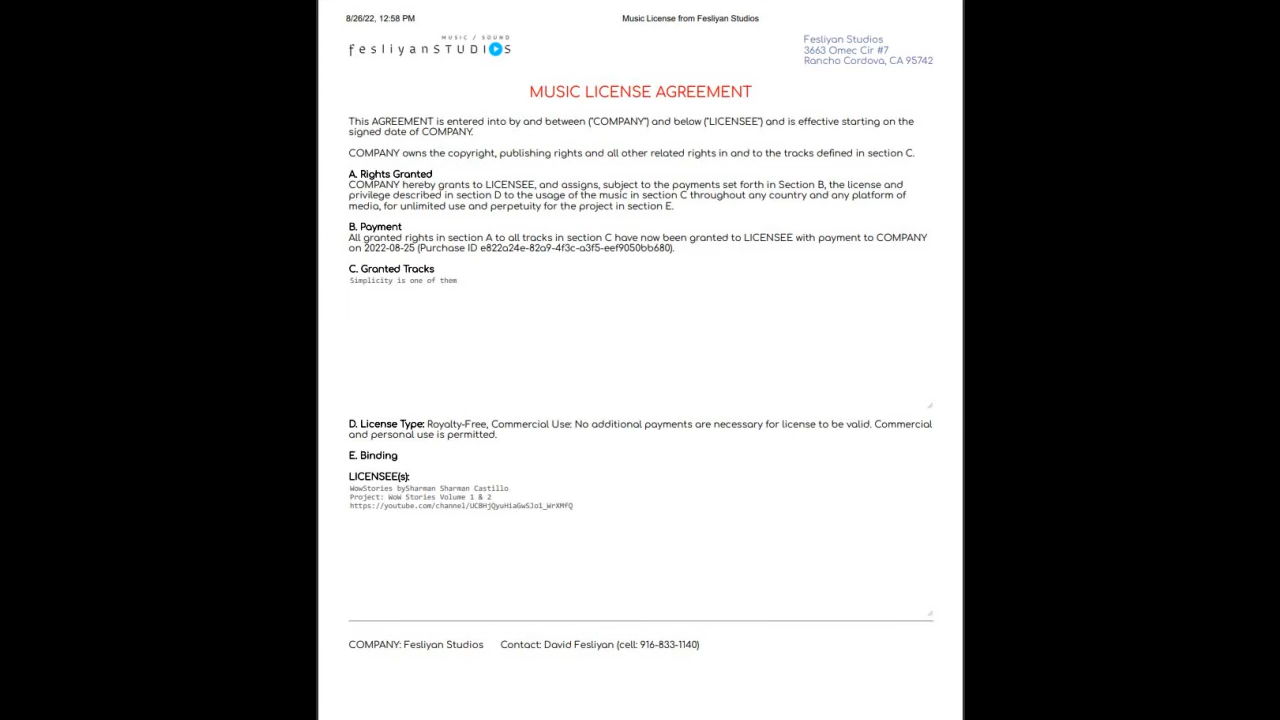 8/26/22, 12:58 PM
Music License from Fesliyan Studios
MUSIC / SOUND
fesliyanSTUDIOS
Fesliyan Studios
3663 Omec Cir #7
Rancho Cordova, CA 95742
MUSIC LICENSE AGREEMENT
This AGREEMENT is entered into by and between ("COMPANY") and below ("LICENSEE") and is effective starting on the
signed date of COMPANY.
COMPANY owns the copyright, publishing rights and all other related rights in and to the tracks defined in section C.
A. Rights Granted
COMPANY hereby grants to LICENSEE, and assigns, subject to the payments set forth in Section B, the license and
privilege described in section D to the usage of the music in section C throughout any country and any platform of
media, for unlimited use and perpetuity for the project in section E.
B. Payment
All granted rights in section A to all tracks in section C have now been granted to LICENSEE with payment to COMPANY
on 2022-08-25 (Purchase ID e822a24e-82a9-4f3c-a3f5-eef9050bb680).
C. Granted Tracks
Simplicity is one of them
D. License Type: Royalty-Free, Commercial Use: No additional payments are necessary for license to be valid. Commercial
and personal use is permitted.
E. Binding
LICENSEE(s):
WowStories bySharman Sharman Castillo
Project: WoW Stories Volume 1 & 2
https://youtube.com/channel/UCBHjQyuHiaGwSJo1_WrXMfQ
COMPANY: Fesliyan Studios Contact: David Fesliyan (cell: 916-833-1140)